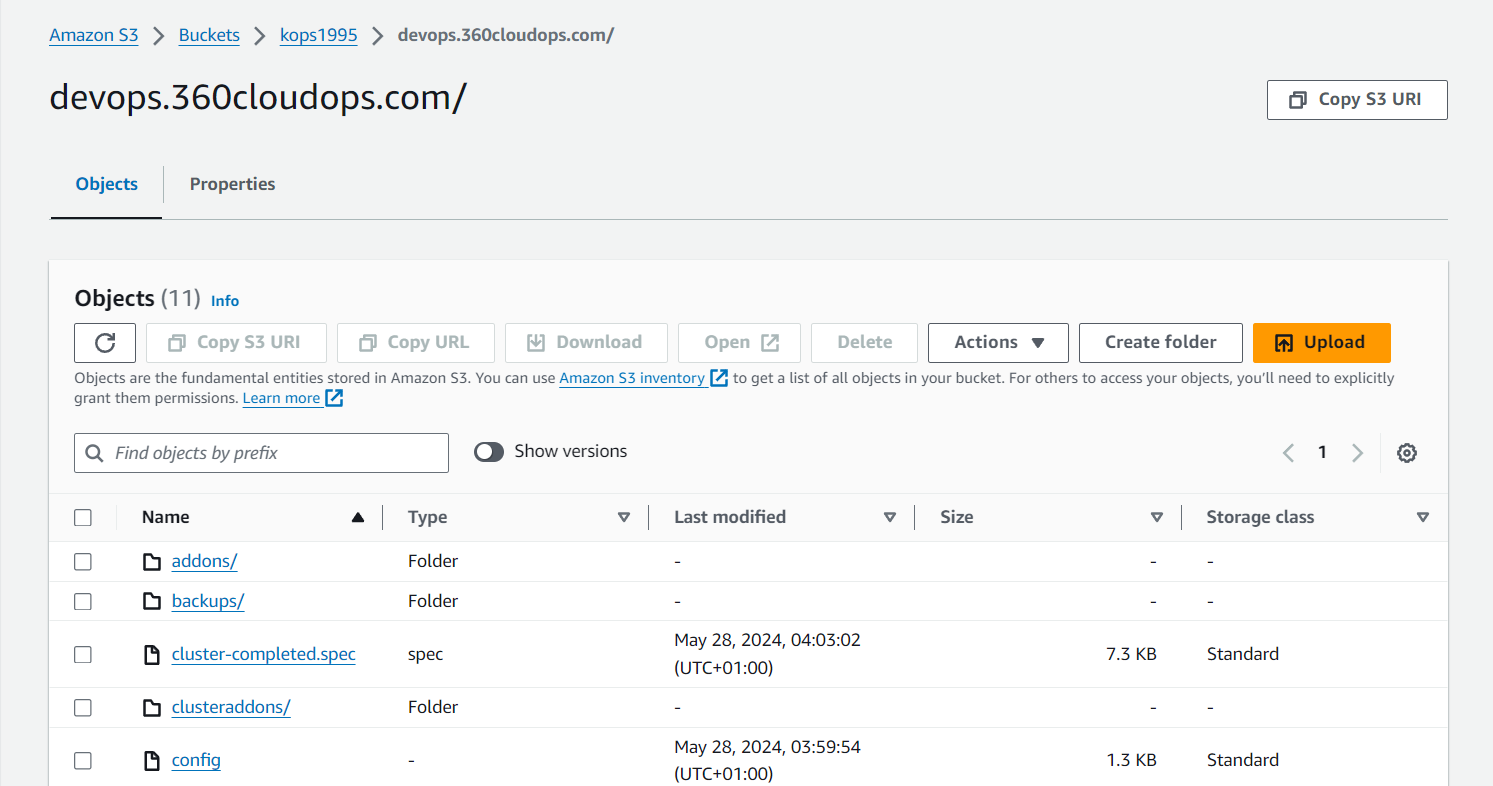 Amazon S3 > Buckets > kops1995 > devops.360cloudops.com/
devops.360cloudops.com/
Copy S3 URI
Objects Properties
Objects (11) Info
Copy S3 URI Copy URL Download Open Delete Actions Create folder Upload
Objects are the fundamental entities stored in Amazon S3. You can use Amazon S3 inventory to get a list of all objects in your bucket. For others to access your objects, you’ll need to explicitly
grant them permissions. Learn more
Find objects by prefix Show versions 1
Name Type Last modified Size Storage class
addons/ Folder - - -
backups/ Folder - - -
cluster-completed.spec spec May 28, 2024, 04:03:02 (UTC+01:00) 7.3 KB Standard
clusteraddons/ Folder - - -
config - May 28, 2024, 03:59:54 (UTC+01:00) 1.3 KB Standard